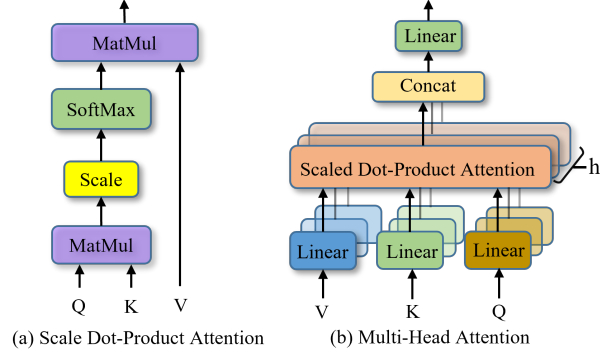 MatMul
SoftMax
Scale
MatMul
Q K V
(a) Scale Dot-Product Attention
Linear
Concat
Scaled Dot-Product Attention
h
Linear Linear Linear
V K Q
(b) Multi-Head Attention